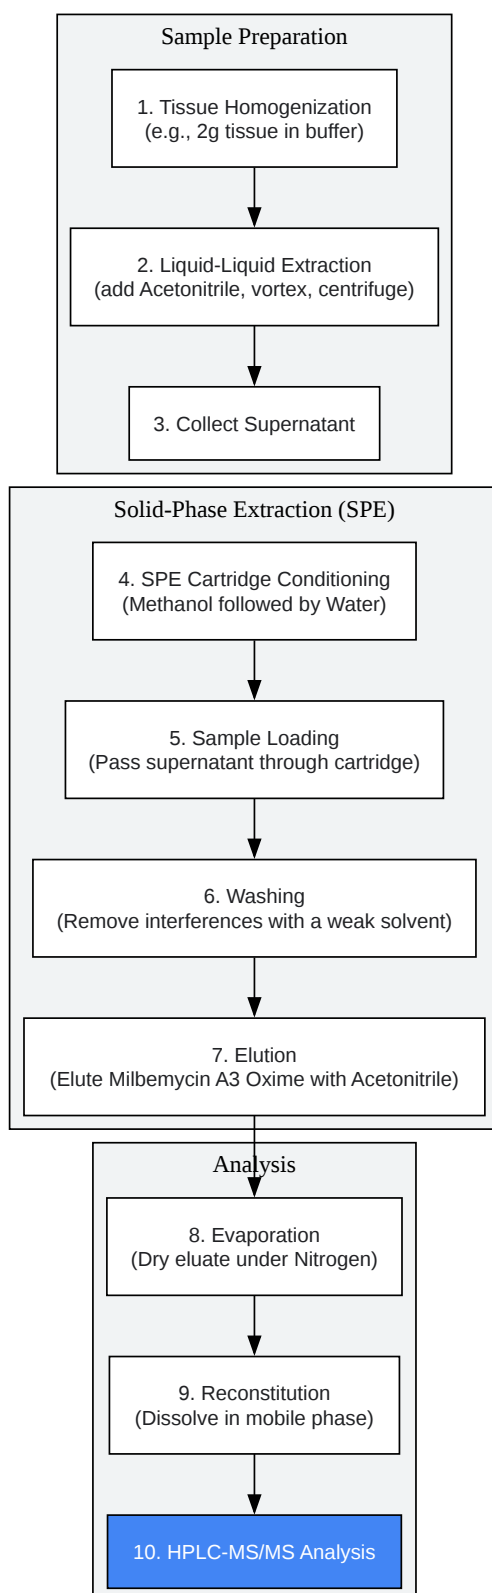 Sample Preparation
1. Tissue Homogenization
(e.g., 2g tissue in buffer)
2. Liquid-Liquid Extraction
(add Acetonitrile, vortex, centrifuge)
3. Collect Supernatant
Solid-Phase Extraction (SPE)
4. SPE Cartridge Conditioning
(Methanol followed by Water)
5. Sample Loading
(Pass supernatant through cartridge)
6. Washing
(Remove interferences with a weak solvent)
7. Elution
(Elute Milbemycin A3 Oxime with Acetonitrile)
Analysis
8. Evaporation
(Dry eluate under Nitrogen)
9. Reconstitution
(Dissolve in mobile phase)
10. HPLC-MS/MS Analysis